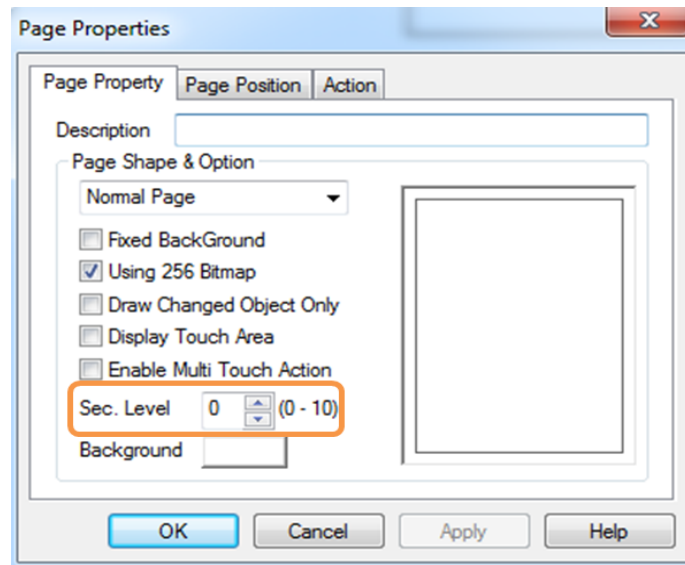 Page Properties
Page Property Page Position Action
Description
Page Shape & Option
Normal Page
Fixed BackGround
Using 256 Bitmap
Draw Changed Object Only
Display Touch Area
Enable Multi Touch Action
Sec. Level 0 (0 - 10)
Background
OK Cancel Apply Help